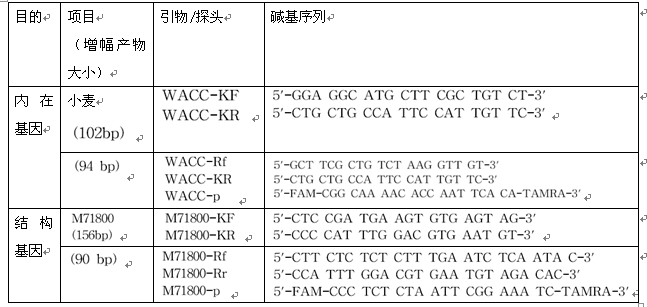 目的
项目
（增幅产物
大小）
引物/探头
碱基序列
内在
基因
小麦
(102bp)
WACC-KF
WACC-KR
5′-GGA GGC ATG CTT CGC TGT CT-3′
5′-CTG CTG CCA TTC CAT TGT TC-3′
(94 bp)
WACC-Rf
WACC-KR
WACC-p
5′-GCT TCG CTG TCT AAG GTT GT-3′
5′-CTG CTG CCA TTC CAT TGT TC-3′
5′-FAM-CGG CAA AAC ACC AAT TCA CA-TAMRA-3′
结构
基因
M71800
(156bp)
M71800-KF
M71800-KR
5′-CTC CGA TGA AGT GTG AGT AG-3′
5′-CCC CAT TTG GAC GTG AAT GT-3′
(90 bp)
M71800-Rf
M71800-Rr
M71800-p
5′-CTT CTC TCT CTT TGA ATC TCA ATA C-3′
5′-CCA TTT GGA CGT GAA TGT AGA CAC-3′
5′-FAM-CCC TCT CTA ATT CGG AAA TC-TAMRA-3′